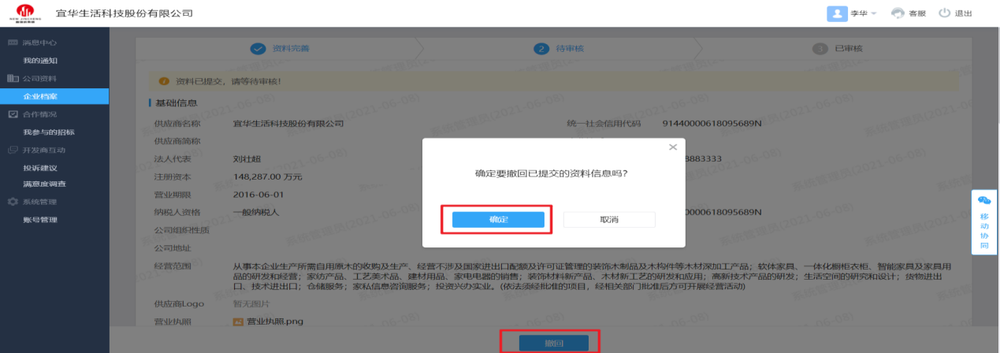 宜华生活科技股份有限公司
李华
客服
退出
消息中心
我的通知
公司资料
企业档案
合作情况
我参与的招标
开发商互动
投诉建议
满意度调查
系统管理
账号管理
资料完善
2 待审核
3 已审核
资料已提交，请等待审核!
基础信息
供应商名称 宜华生活科技股份有限公司 统一社会信用代码 91440000618095689N
供应商简称
法人代表 刘壮超 8883333
注册资本 148,287.00 万元
营业期限 2016-06-01
纳税人资格 一般纳税人 0000618095689N
公司组织性质
公司地址
确定要撤回已提交的资料信息吗?
确定 取消
经营范围 从事本企业生产所需自用原木的收购及生产、经营不涉及国家进出口配额及许可证管理的装饰木制品及木构件等木材深加工产品；软体家具、一体化橱柜衣柜、智能家具及家具用
品的研发和经营；家纺产品、工艺美术品、建材用品、家电电器的销售；装饰材料新产品、木材新工艺的研发和应用；高新技术产品的研发；生活空间的研究和设计；货物进出
口、技术进出口；仓储服务；家私信息咨询服务；投资兴办实业。(依法须经批准的项目，经相关部门批准后方可开展经营活动)
供应商Logo 暂无图片
营业执照 营业执照.png
撤回
移动协同
系统管理员(2021-06-08)